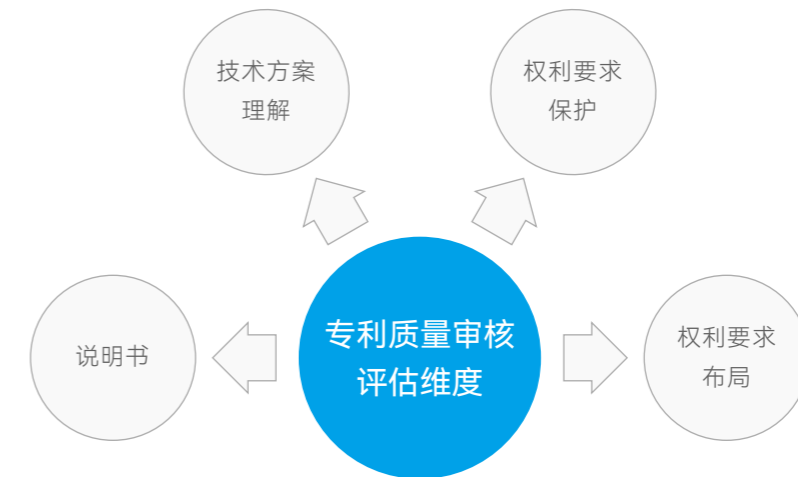 技术方案
理解
权利要求
保护
说明书
专利质量审核
评估维度
权利要求
布局